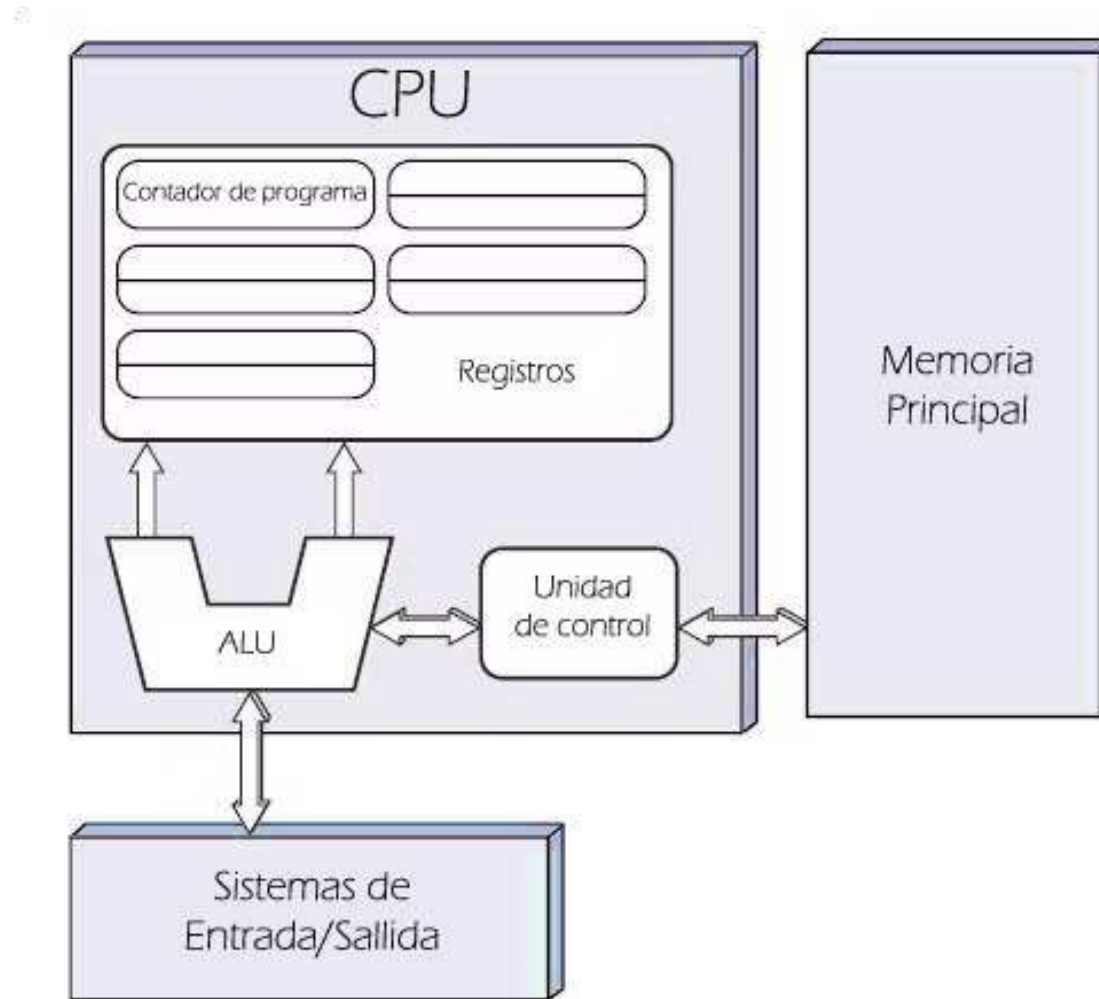 CPU
Contador de programa
Registros
ALU
Unidad
de control
Memoria
Principal
Sistemas de
Entrada/Sallida